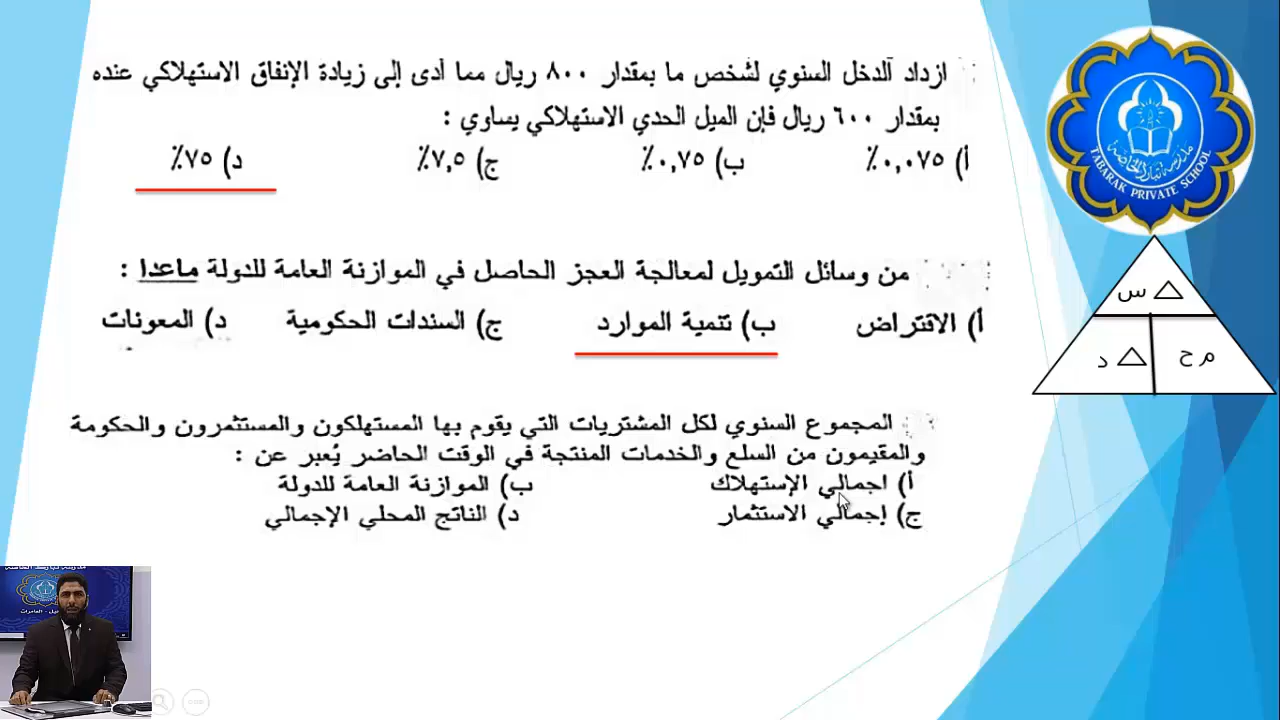 ازداد الدخل السنوي لشخص ما بمقدار ٨٠٠ ريال مما أدى إلى زيادة الإنفاق الاستهلاكي عنده
بمقدار ٦٠٠ ريال فإن الميل الحدي الاستهلاكي يساوي :
أ) ٠,٠٧٥٪ ب) ٠,٧٥٪ ج) ٧,٥٪ د) ٧٥٪
من وسائل التمويل لمعالجة العجز الحاصل في الموازنة العامة للدولة ماعدا :
أ) الاقتراض ب) تنمية الموارد ج) السندات الحكومية د) المعونات
المجموع السنوي لكل المشتريات التي يقوم بها المستهلكون والمستثمرون والحكومة
والمقيمون من السلع والخدمات المنتجة في الوقت الحاضر يُعبر عن :
أ) اجمالي الإستهلاك ب) الموازنة العامة للدولة
ج) إجمالي الاستثمار د) الناتج المحلي الإجمالي
مدرسة تبارك الخاصة
TABARAK PRIVATE SCHOOL
△ س
م ح △ د